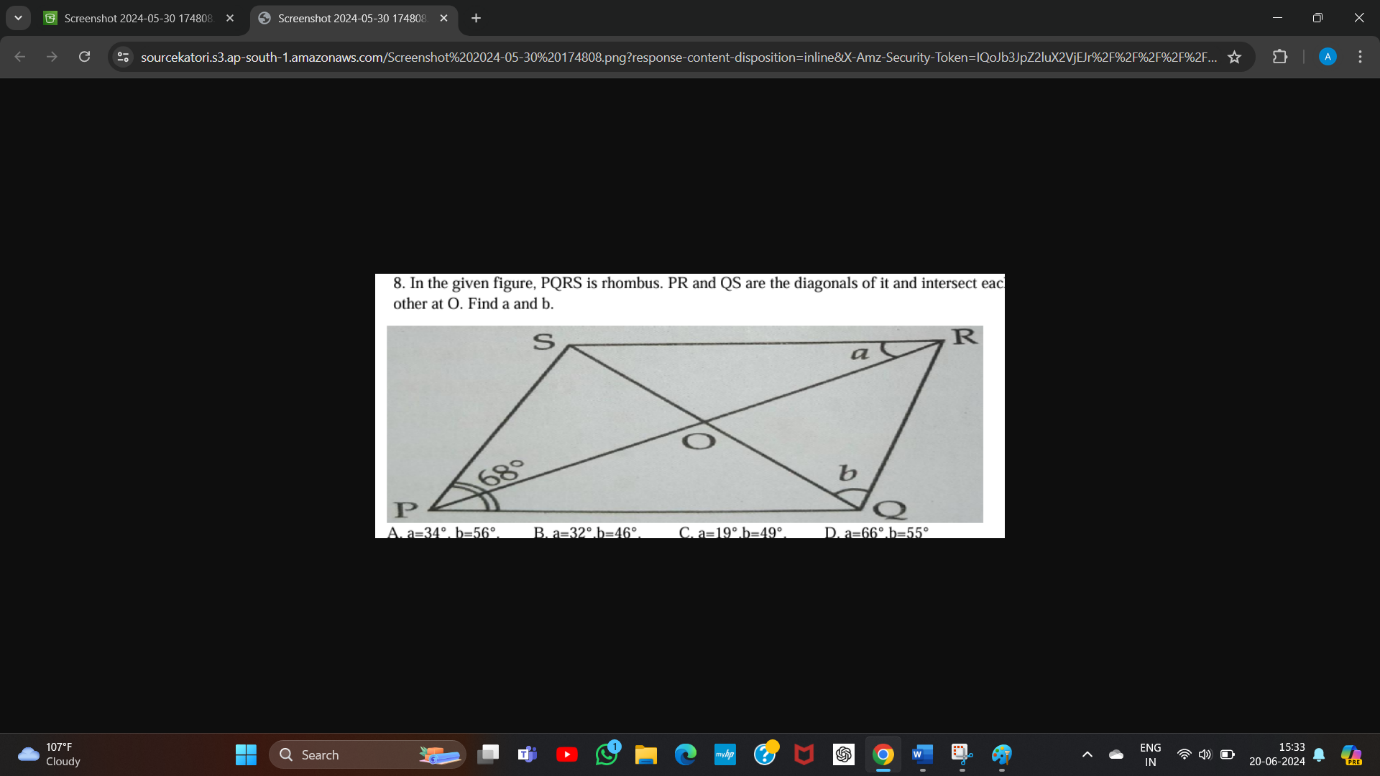 Screenshot 2024-05-30 174808
Screenshot 2024-05-30 174808
sourcekatori.s3.ap-south-1.amazonaws.com/Screenshot%202024-05-30%20174808.png?response-content-disposition=inline&X-Amz-Security-Token=IQoJb3JpZ2luX2VjEJr%2F%2F%2F%2F%2F%2F...
A
8. In the given figure, PQRS is rhombus. PR and QS are the diagonals of it and intersect eac
other at O. Find a and b.
S
R
a
O
68°
b
P
Q
A. a=34°, b=56°.
B. a=32°,b=46°.
C. a=19°,b=49°.
D. a=66°,b=55°
107°F
Cloudy
Search
1
W
PRE
ENG
IN
15:33
20-06-2024